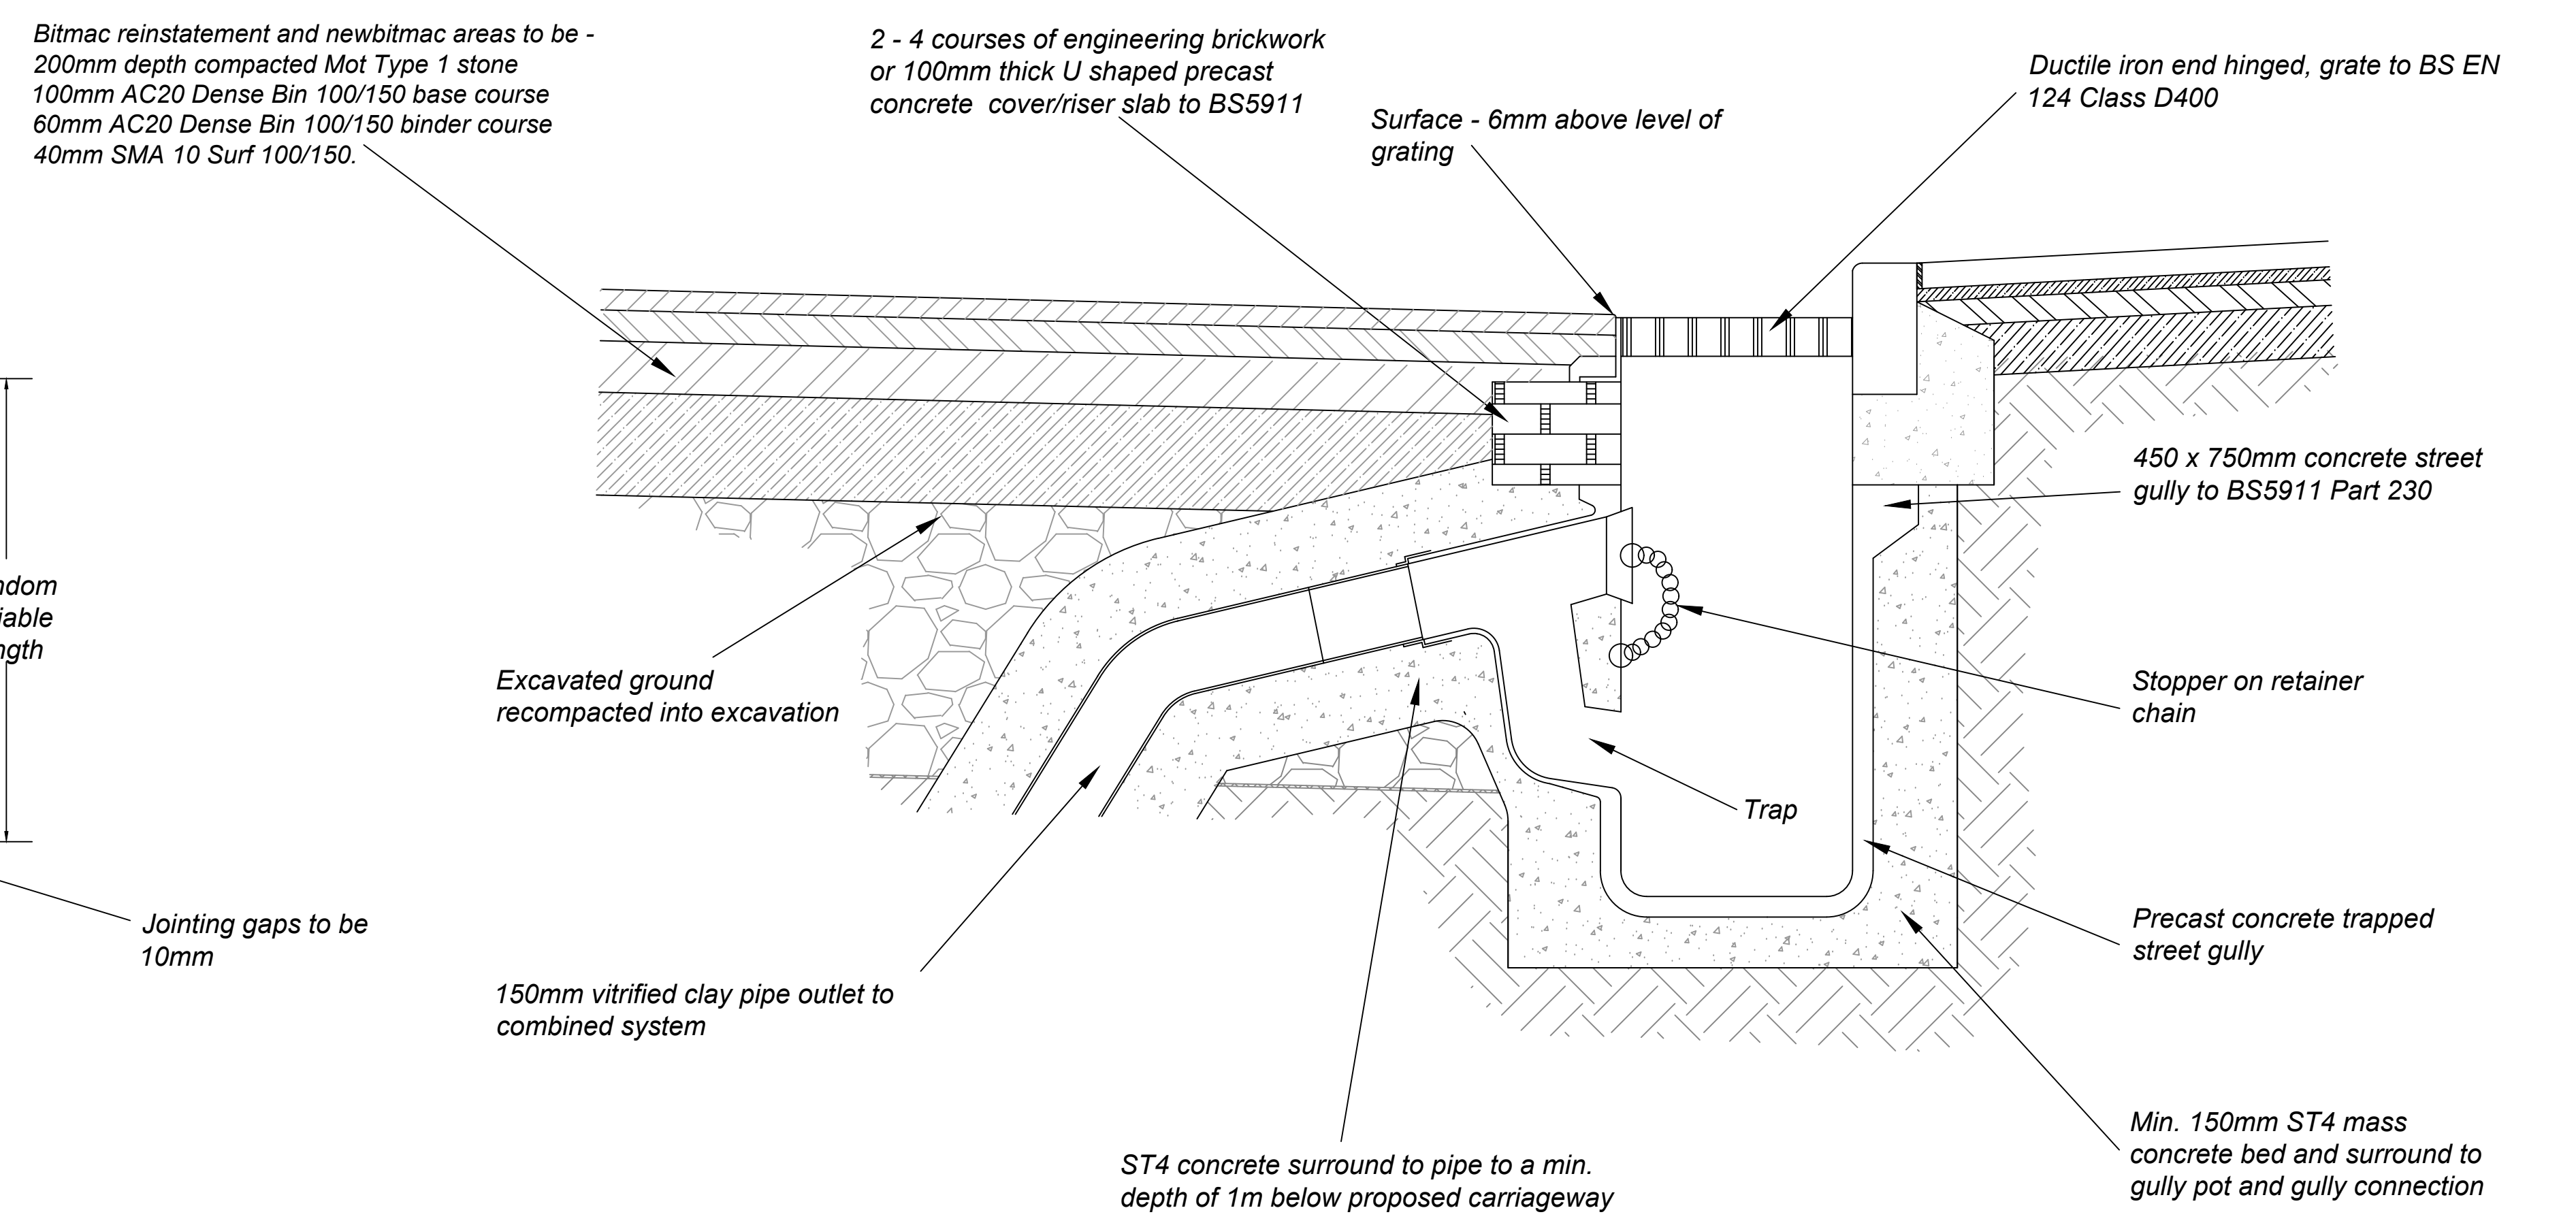 Bitmac reinstatement and newbitmac areas to be -
200mm depth compacted Mot Type 1 stone
100mm AC20 Dense Bin 100/150 base course
60mm AC20 Dense Bin 100/150 binder course
40mm SMA 10 Surf 100/150.
2 - 4 courses of engineering brickwork
or 100mm thick U shaped precast
concrete cover/riser slab to BS5911
Surface - 6mm above level of
grating
Ductile iron end hinged, grate to BS EN
124 Class D400
450 x 750mm concrete street
gully to BS5911 Part 230
Excavated ground
recompacted into excavation
Stopper on retainer
chain
Trap
Jointing gaps to be
10mm
150mm vitrified clay pipe outlet to
combined system
Precast concrete trapped
street gully
ST4 concrete surround to pipe to a min.
depth of 1m below proposed carriageway
Min. 150mm ST4 mass
concrete bed and surround to
gully pot and gully connection